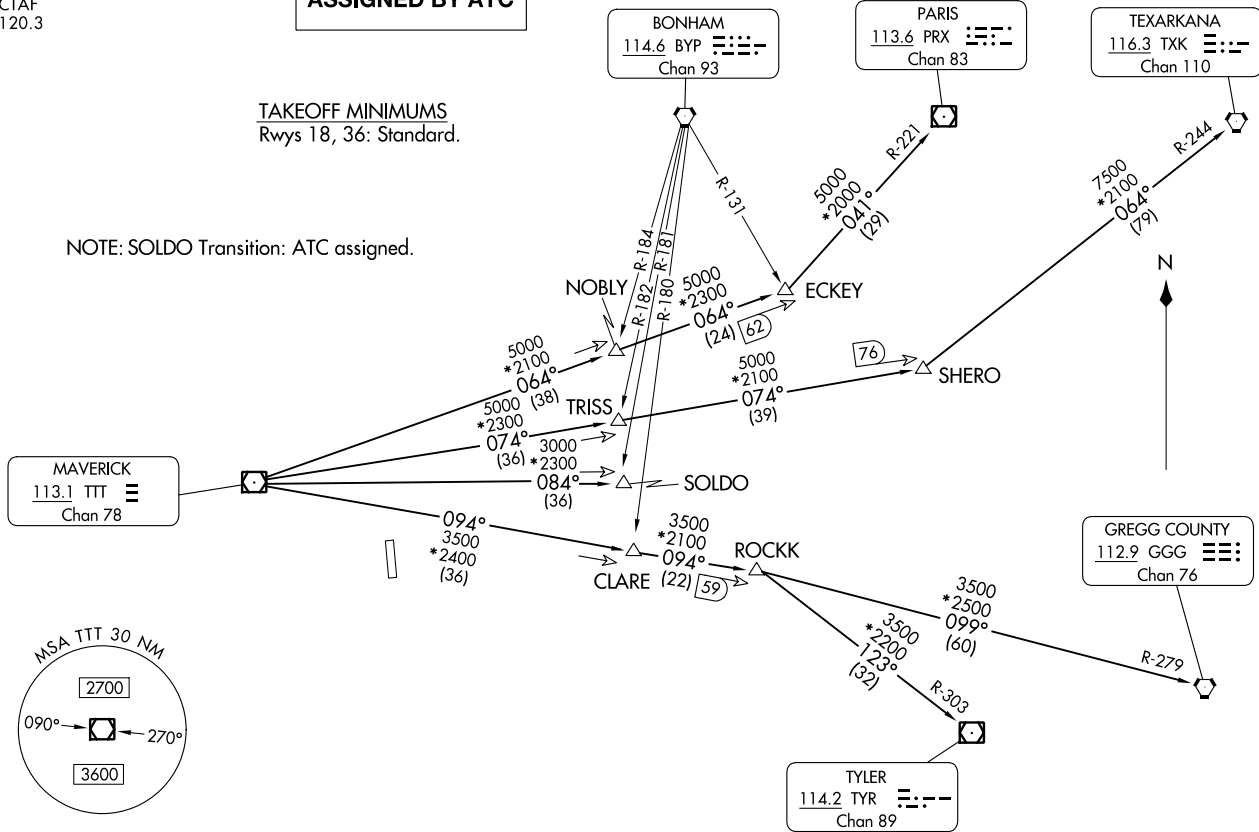 CTAF
120.3
ASSIGNED BY ATC
BONHAM
114.6 BYP
Chan 93
PARIS
113.6 PRX
Chan 83
TEXARKANA
116.3 TXK
Chan 110
TAKEOFF MINIMUMS
Rwys 18, 36: Standard.
NOTE: SOLDO Transition: ATC assigned.
R-221
R-244
R-131
R-184
R-181
R-182
R-180
5000
*2000
041°
(29)
7500
*2100
064°
(79)
N
NOBLY
5000
*2300
064°
(24)
62
ECKEY
5000
*2100
064°
(38)
5000
*2100
074°
(39)
76
SHERO
TRISS
5000
*2300
074°
(36)
3000
*2300
084°
(36)
SOLDO
MAVERICK
113.1 TTT
Chan 78
094°
3500
*2400
(36)
CLARE
3500
*2100
094°
(22)
59
ROCKK
GREGG COUNTY
112.9 GGG
Chan 76
3500
*2500
099°
(60)
R-279
3500
*2200
123°
(32)
R-303
MSA TTT 30 NM
2700
090°
270°
3600
TYLER
114.2 TYR
Chan 89